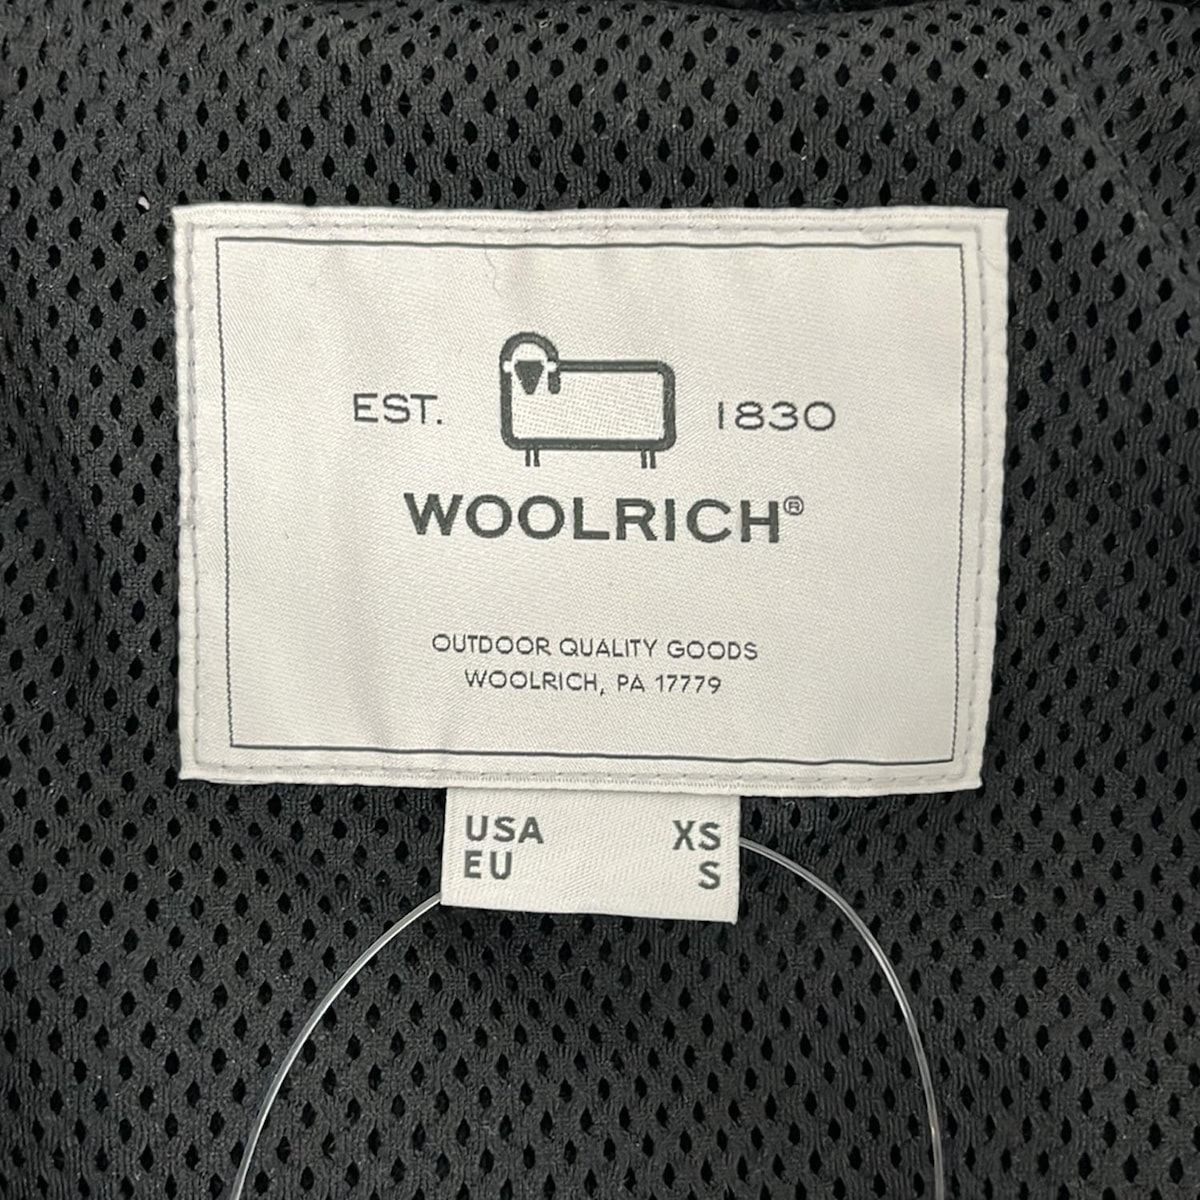 EST. 1830
WOOLRICH®
OUTDOOR QUALITY GOODS
WOOLRICH, PA 17779
USA XS
EU S